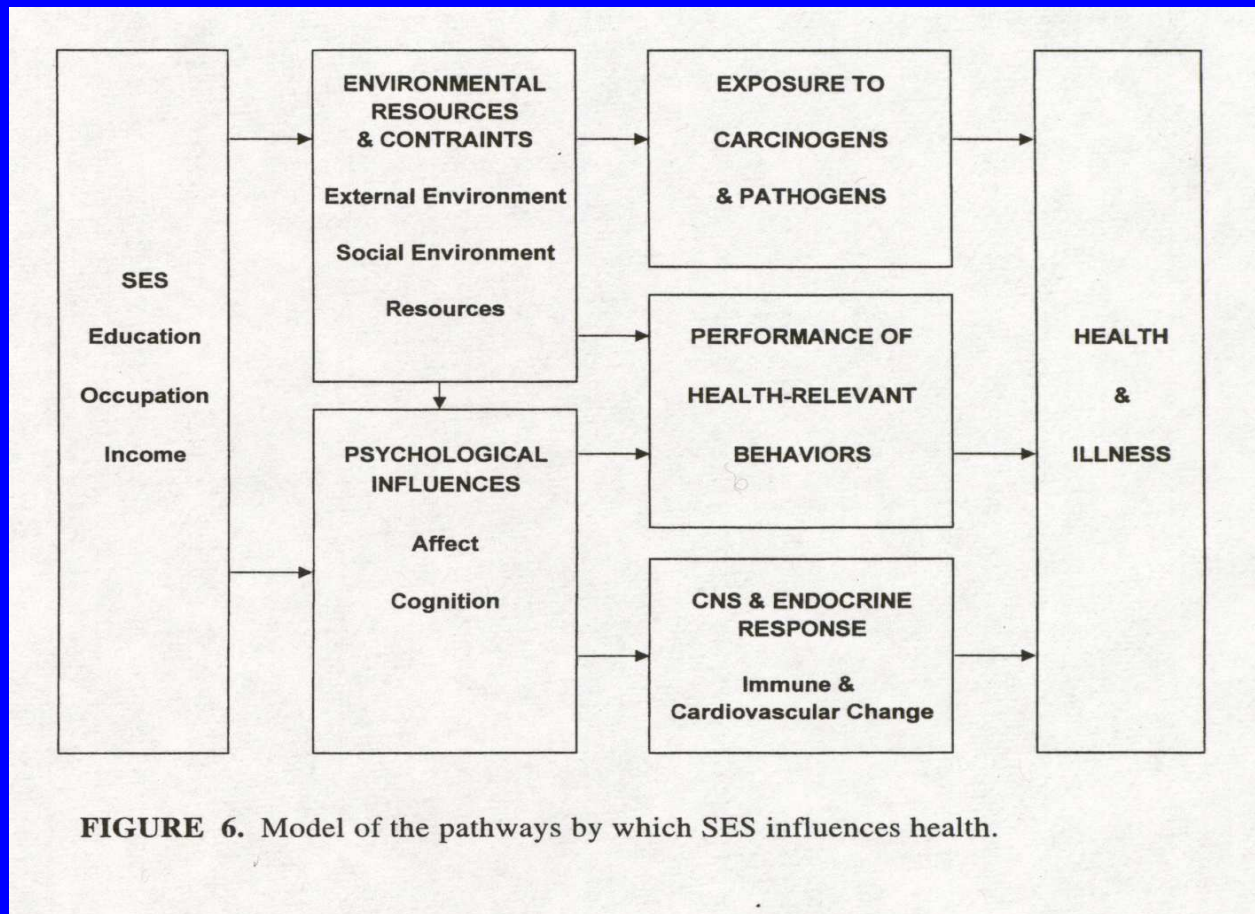 SES
Education
Occupation
Income
ENVIRONMENTAL
RESOURCES
& CONTRAINTS
External Environment
Social Environment
Resources
PSYCHOLOGICAL
INFLUENCES
Affect
Cognition
EXPOSURE TO
CARCINOGENS
& PATHOGENS
PERFORMANCE OF
HEALTH-RELEVANT
BEHAVIORS
CNS & ENDOCRINE
RESPONSE
Immune &
Cardiovascular Change
HEALTH
&
ILLNESS
FIGURE 6. Model of the pathways by which SES influences health.